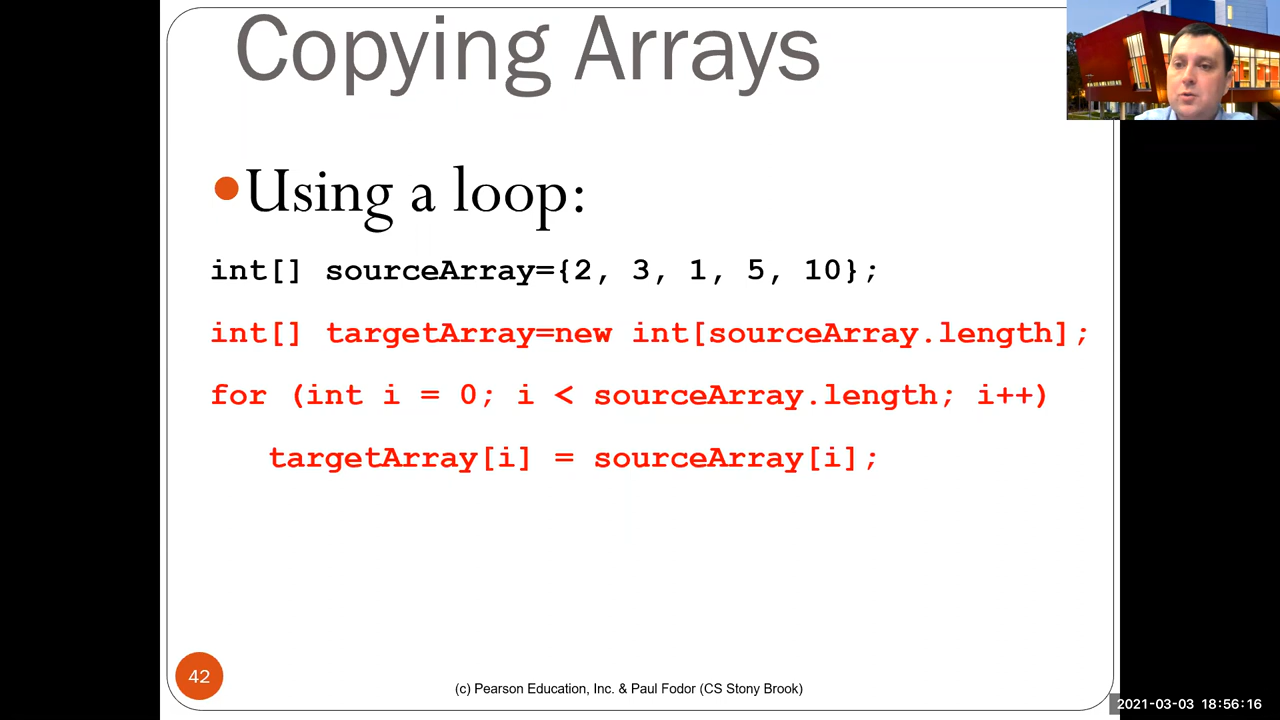 Copying Arrays
•Using a loop:
int[] sourceArray={2, 3, 1, 5, 10};
int[] targetArray=new int[sourceArray.length];
for (int i = 0; i < sourceArray.length; i++)
targetArray[i] = sourceArray[i];
42
(c) Pearson Education, Inc. & Paul Fodor (CS Stony Brook)
2021-03-03 18:56:16